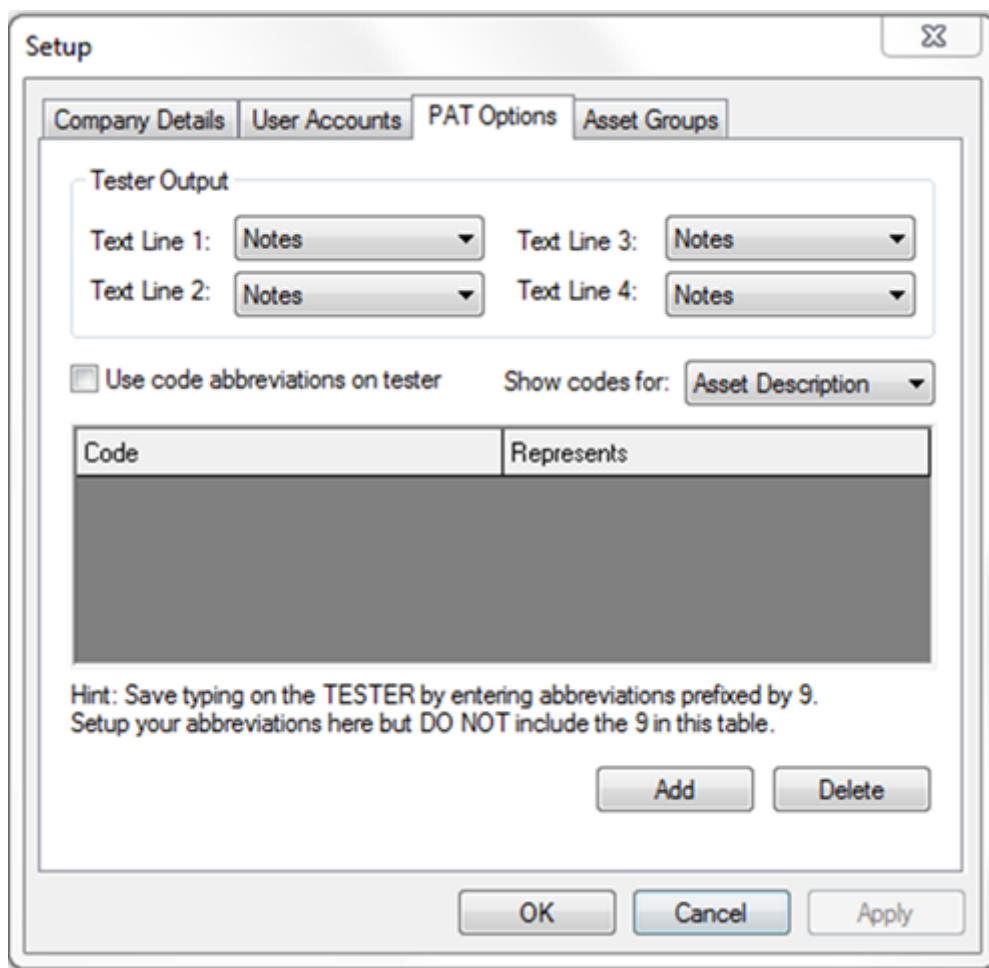 Setup
Company Details User Accounts PAT Options Asset Groups
Tester Output
Text Line 1: Notes Text Line 3: Notes
Text Line 2: Notes Text Line 4: Notes
Use code abbreviations on tester Show codes for: Asset Description
Code Represents
Hint: Save typing on the TESTER by entering abbreviations prefixed by 9.
Setup your abbreviations here but DO NOT include the 9 in this table.
Add Delete
OK Cancel Apply